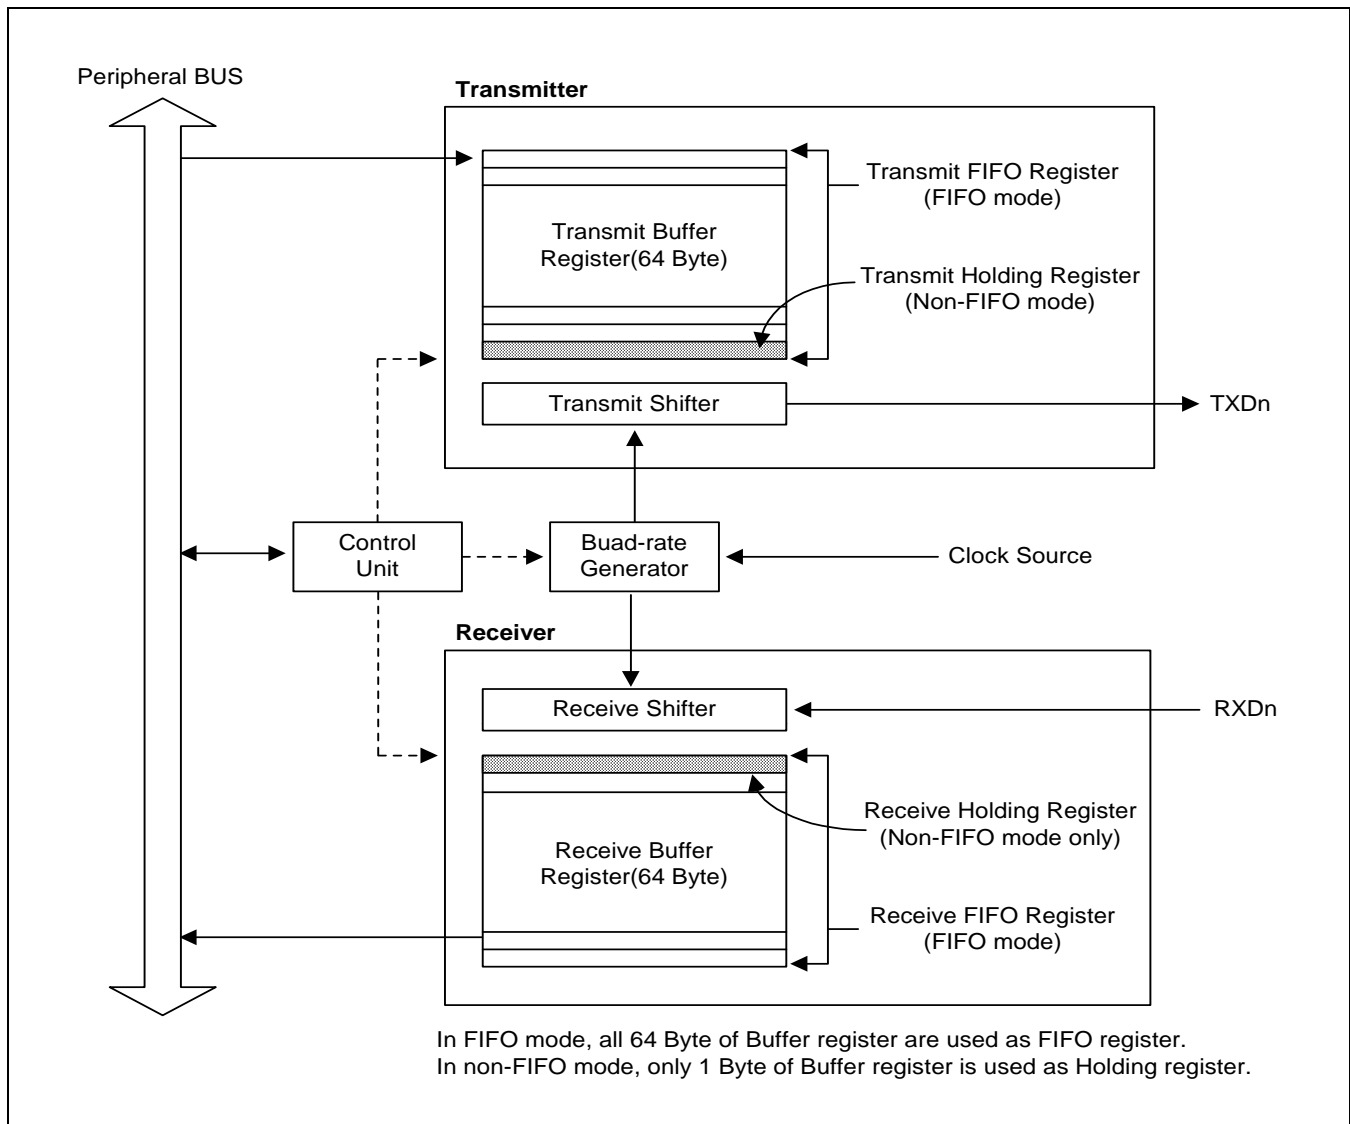 Peripheral BUS
Transmitter
Transmit FIFO Register
(FIFO mode)
Transmit Buffer
Register(64 Byte)
Transmit Holding Register
(Non-FIFO mode)
Transmit Shifter
TXDn
Control
Unit
Buad-rate
Generator
Clock Source
Receiver
Receive Shifter
RXDn
Receive Holding Register
(Non-FIFO mode only)
Receive Buffer
Register(64 Byte)
Receive FIFO Register
(FIFO mode)
In FIFO mode, all 64 Byte of Buffer register are used as FIFO register.
In non-FIFO mode, only 1 Byte of Buffer register is used as Holding register.